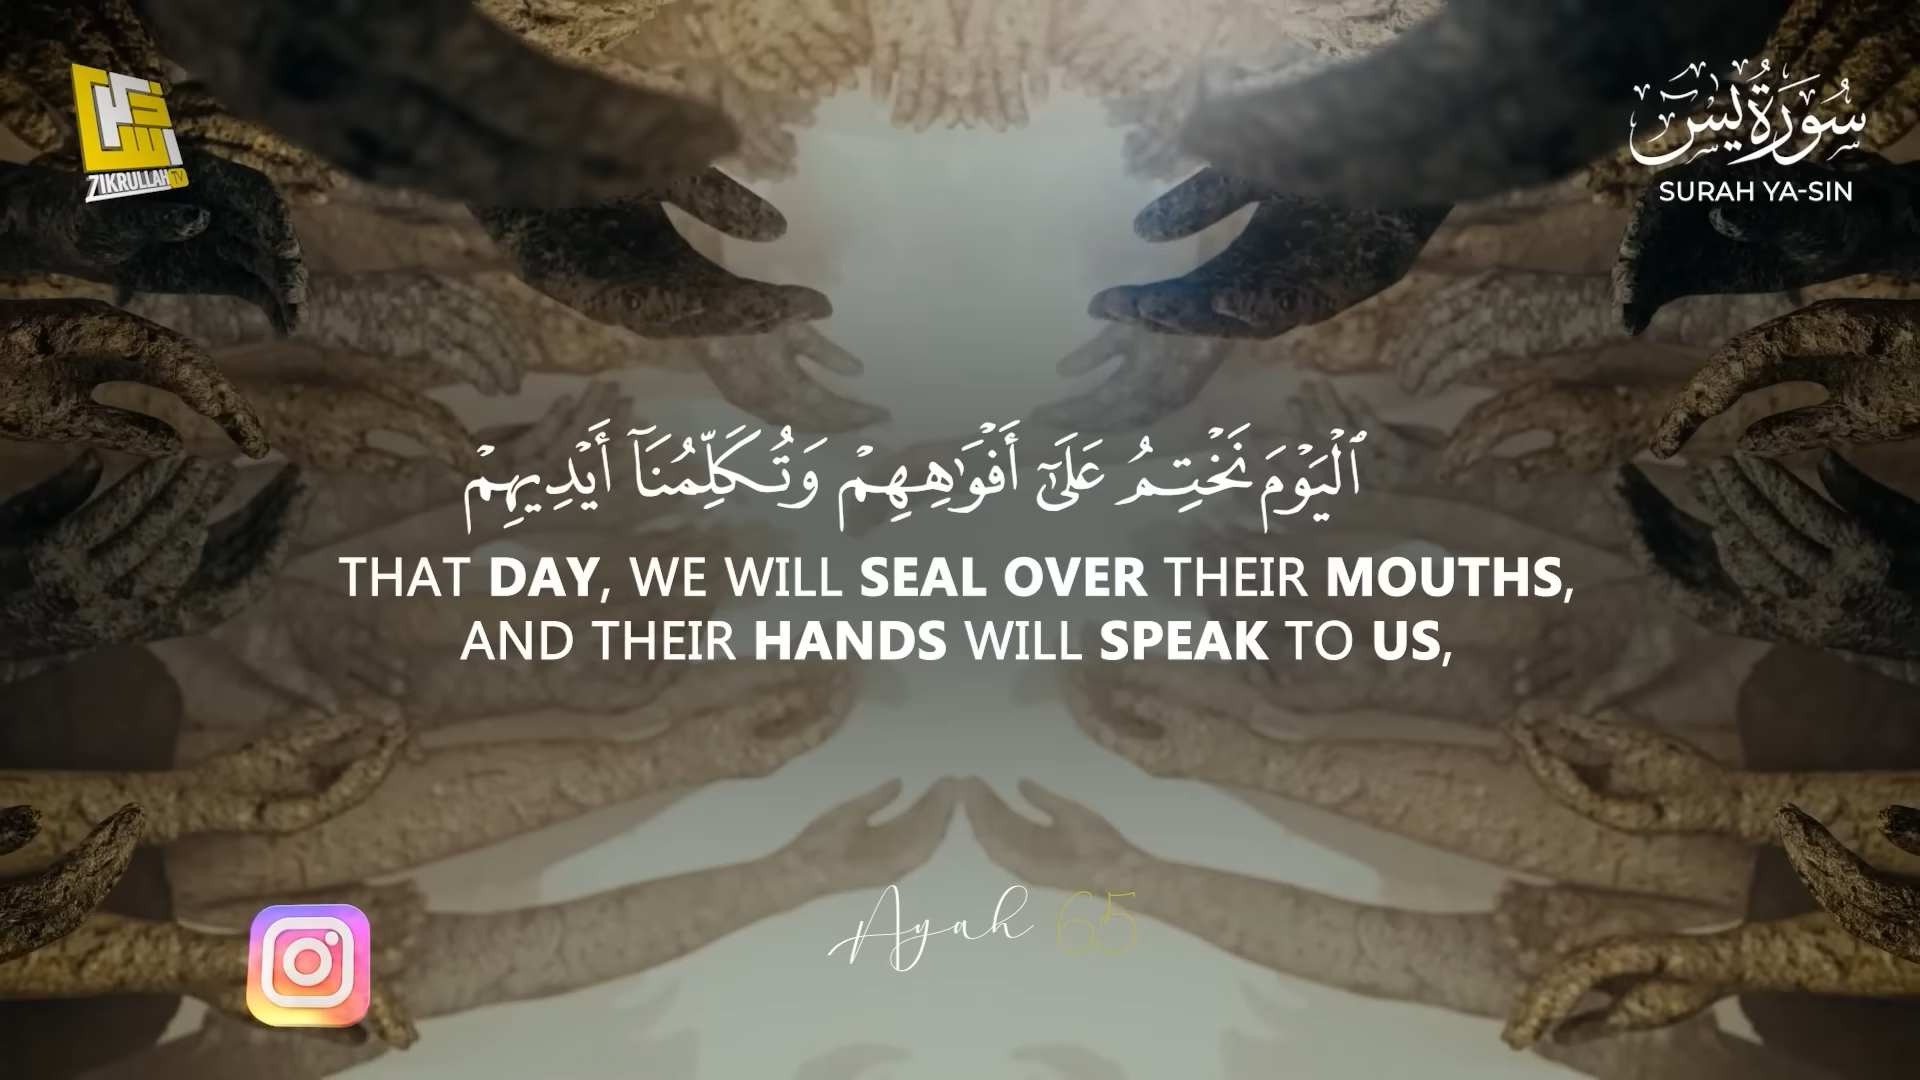 ZIKRULLAH TV
سُورَةُ يسٓ
SURAH YA-SIN
ٱلْيَوْمَ نَخْتِمُ عَلَىٰٓ أَفْوَٰهِهِمْ وَتُكَلِّمُنَآ أَيْدِيهِمْ
THAT DAY, WE WILL SEAL OVER THEIR MOUTHS,
AND THEIR HANDS WILL SPEAK TO US,
Ayah 65